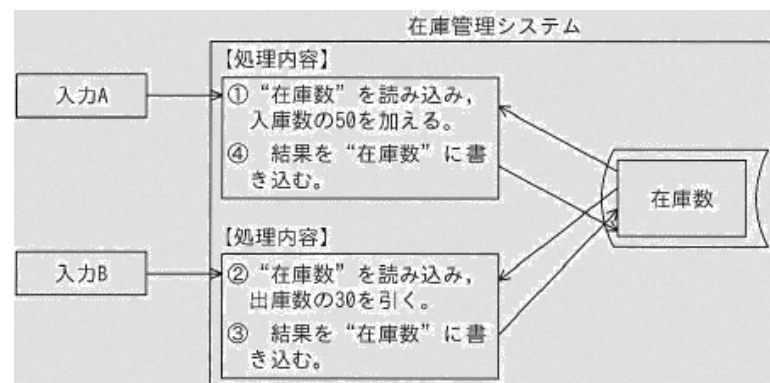 在庫管理システム
【処理内容】
入力A
① “在庫数”を読み込み,
入庫数の50を加える。
④ 結果を“在庫数”に書
き込む。
在庫数
【処理内容】
入力B
② “在庫数”を読み込み,
出庫数の30を引く。
③ 結果を“在庫数”に書
き込む。